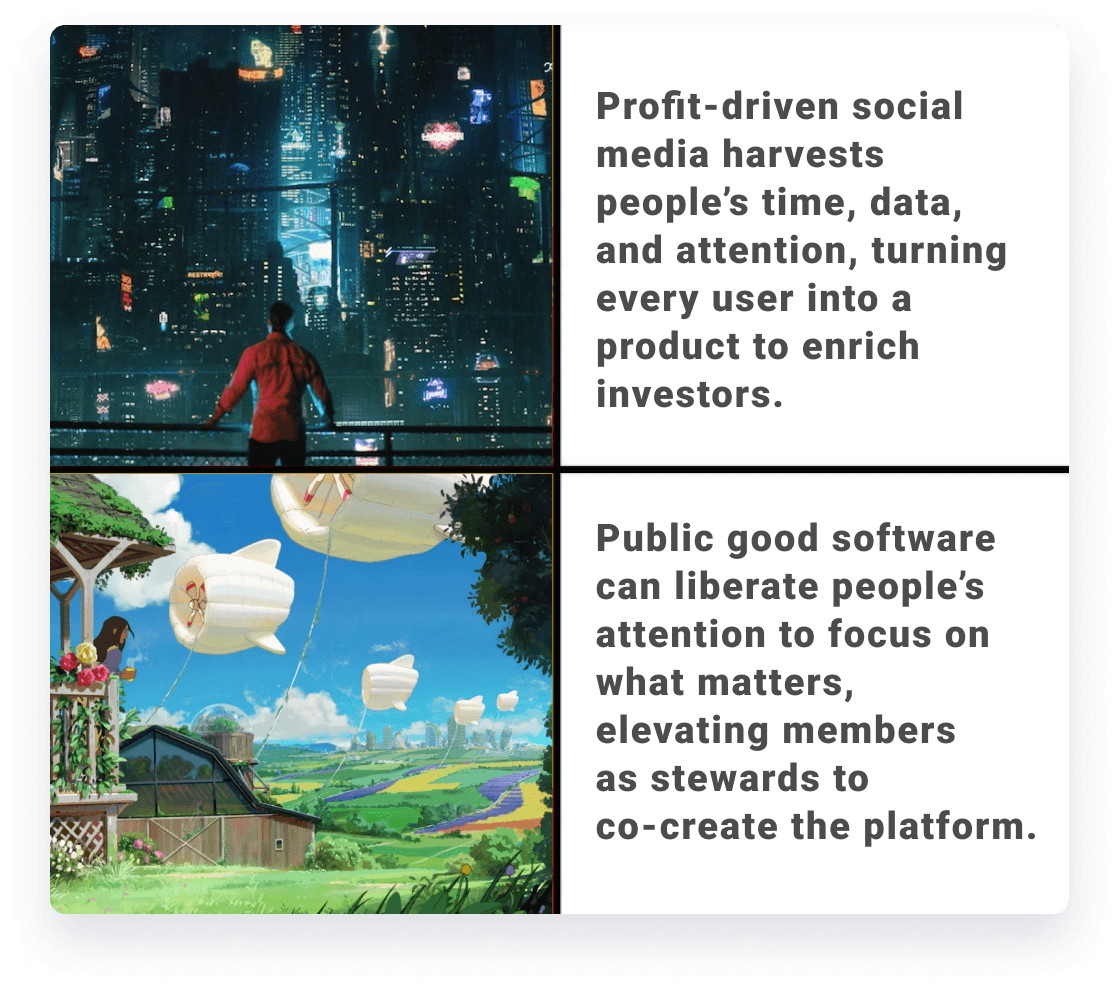 Profit-driven social
media harvests
people’s time, data,
and attention, turning
every user into a
product to enrich
investors.
Public good software
can liberate people’s
attention to focus on
what matters,
elevating members
as stewards to
co-create the platform.